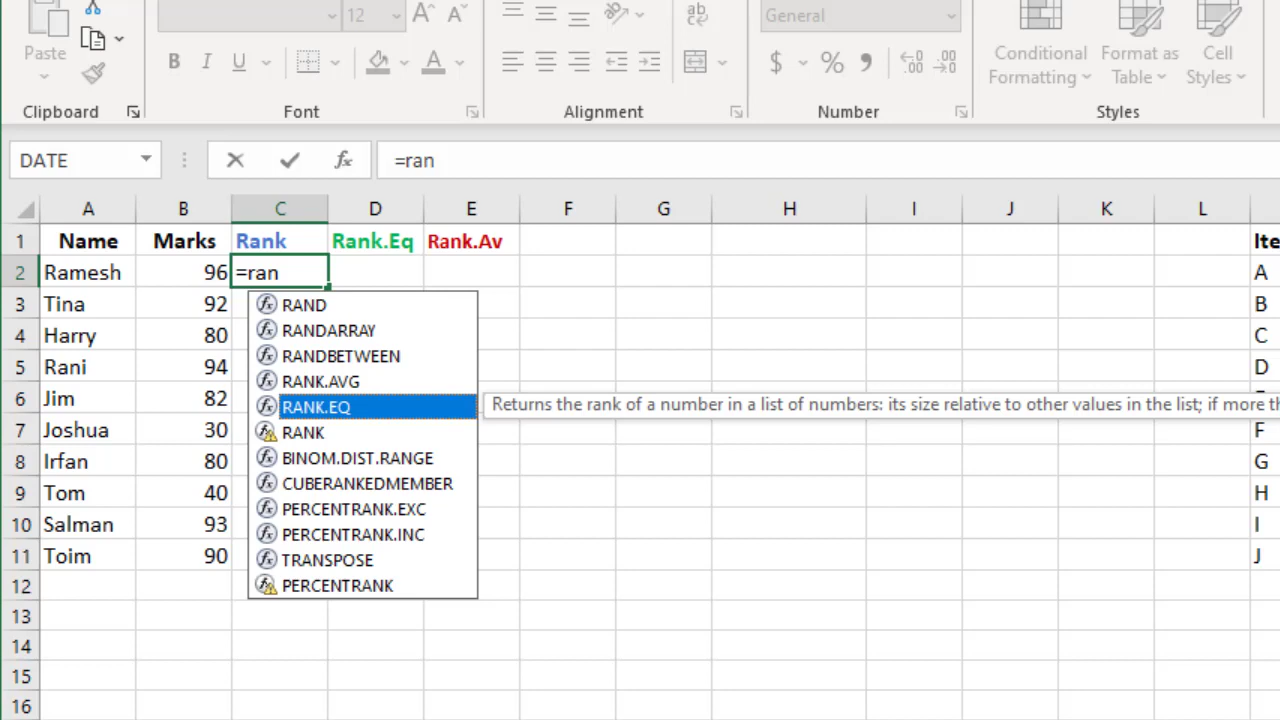 12 A A ab General
Paste B I U A $ % Conditional Formatting Format as Table Cell Styles
Clipboard Font Alignment Number Styles
DATE fx =ran
A B C D E F G H I J K L
1 Name Marks Rank Rank.Eq Rank.Av Ite
2 Ramesh 96 =ran A
3 Tina 92 RAND B
RANDARRAY
4 Harry 80 C
RANDBETWEEN
5 Rani 94 RANK.AVG D
6 Jim 82 RANK.EQ Returns the rank of a number in a list of numbers: its size relative to other values in the list; if more th
7 Joshua 30 RANK F
8 Irfan 80 BINOM.DIST.RANGE G
CUBERANKEDMEMBER
9 Tom 40 H
PERCENTRANK.EXC
10 Salman 93 PERCENTRANK.INC I
11 Toim 90 TRANSPOSE J
12 PERCENTRANK
13
14
15
16